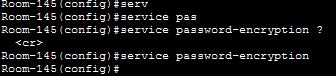 Room-145(config)#serv
Room-145(config)#service pas
Room-145(config)#service password-encryption ?
<cr>
Room-145(config)#service password-encryption
Room-145(config)#